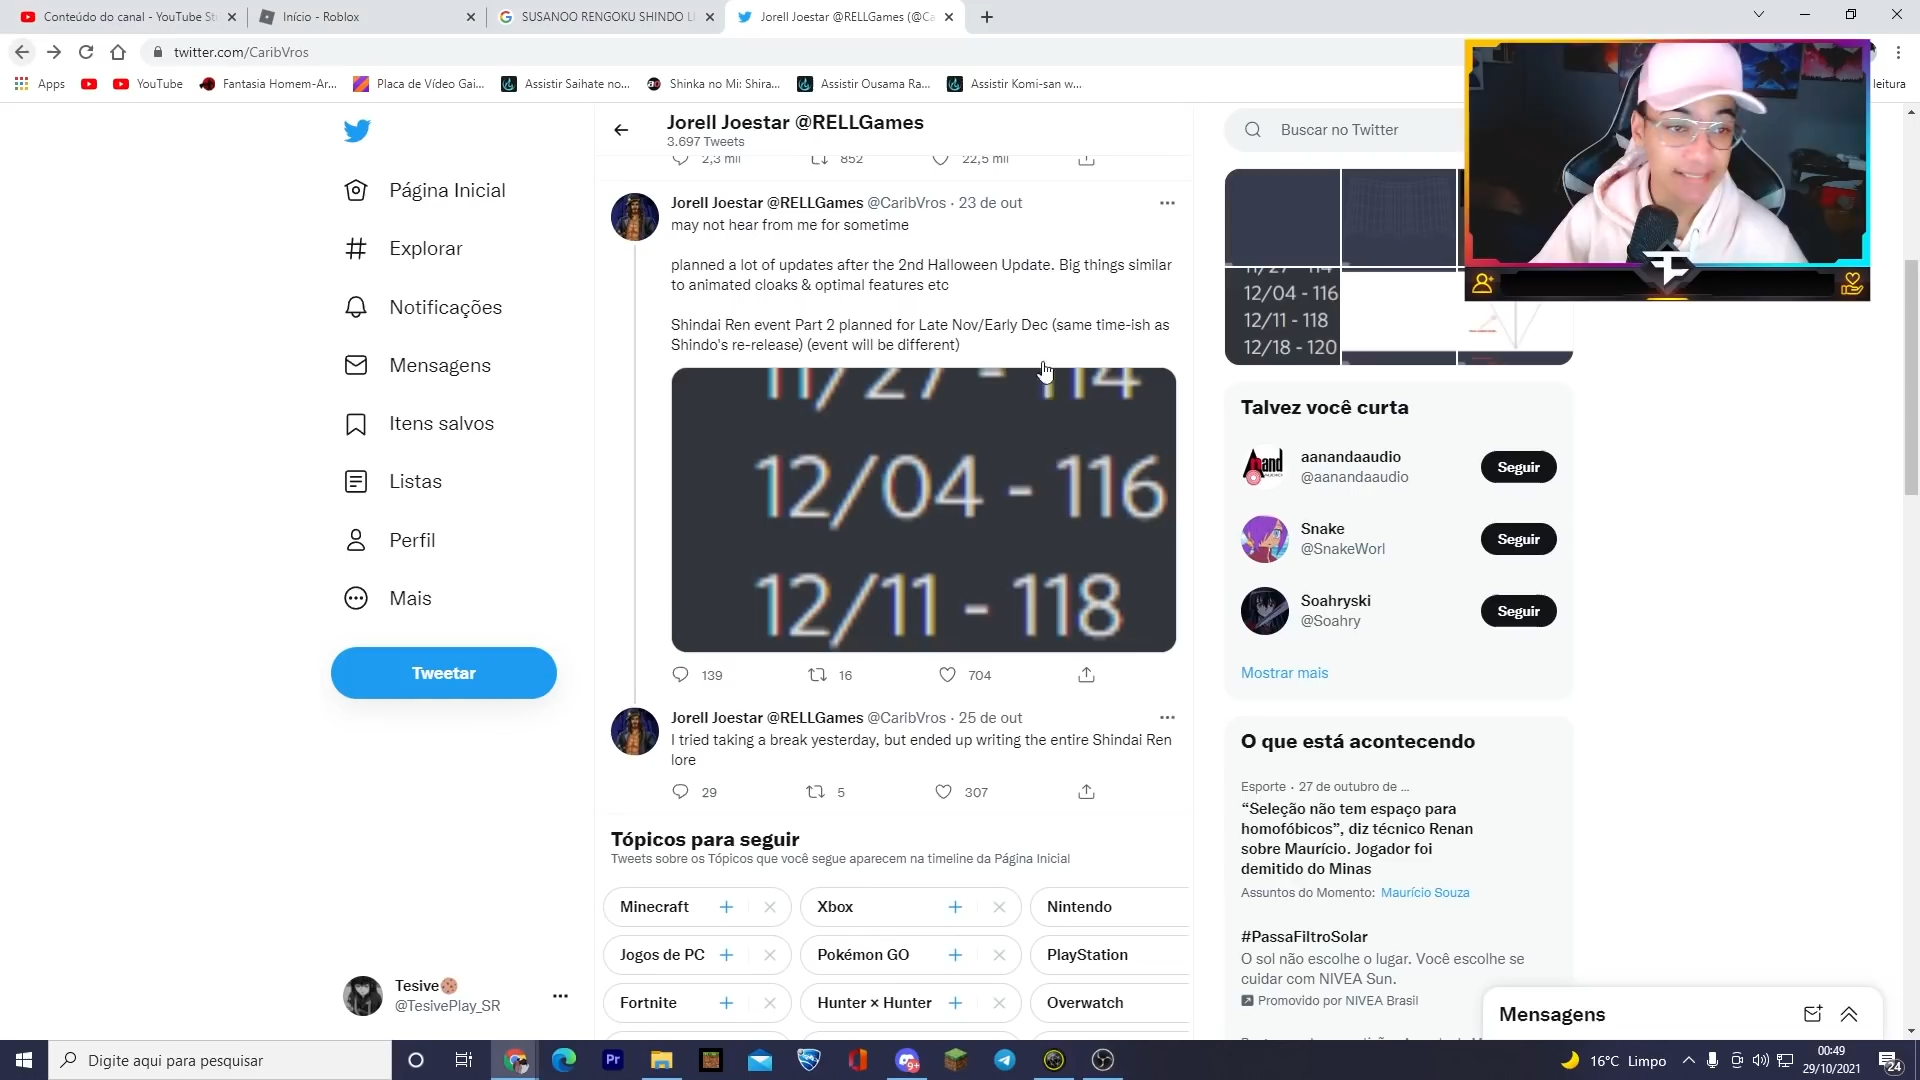 Conteúdo do canal - YouTube St
Início - Roblox
SUSANOO RENGOKU SHINDO LI
Jorell Joestar @RELLGames (@Ca
twitter.com/CaribVros
Apps
YouTube
Fantasia Homem-Ar...
Placa de Vídeo Gai...
Assistir Saihate no...
Shinka no Mi: Shira...
Assistir Ousama Ra...
Assistir Komi-san w...
leitura
Página Inicial
Explorar
Notificações
Mensagens
Itens salvos
Listas
Perfil
Mais
Tweetar
Tesive
@TesivePlay_SR
Jorell Joestar @RELLGames
3.697 Tweets
2,3 mil 852 22,5 mil
Jorell Joestar @RELLGames @CaribVros · 23 de out
may not hear from me for sometime
planned a lot of updates after the 2nd Halloween Update. Big things similar
to animated cloaks & optimal features etc
Shindai Ren event Part 2 planned for Late Nov/Early Dec (same time-ish as
Shindo's re-release) (event will be different)
11/27 - 114
12/04 - 116
12/11 - 118
139 16 704
Jorell Joestar @RELLGames @CaribVros · 25 de out
I tried taking a break yesterday, but ended up writing the entire Shindai Ren
lore
29 5 307
Tópicos para seguir
Tweets sobre os Tópicos que você segue aparecem na timeline da Página Inicial
Minecraft
Xbox
Nintendo
Jogos de PC
Pokémon GO
PlayStation
Fortnite
Hunter × Hunter
Overwatch
Buscar no Twitter
11/27 - 114
12/04 - 116
12/11 - 118
12/18 - 120
Talvez você curta
aanandaaudio
@aanandaaudio
Seguir
Snake
@SnakeWorl
Seguir
Soahryski
@Soahry
Seguir
Mostrar mais
O que está acontecendo
Esporte · 27 de outubro de ...
“Seleção não tem espaço para
homofóbicos”, diz técnico Renan
sobre Maurício. Jogador foi
demitido do Minas
Assuntos do Momento: Maurício Souza
#PassaFiltroSolar
O sol não escolhe o lugar. Você escolhe se
cuidar com NIVEA Sun.
Promovido por NIVEA Brasil
Mensagens
Digite aqui para pesquisar
Pr
9+
16°C Limpo
00:49
29/10/2021
24